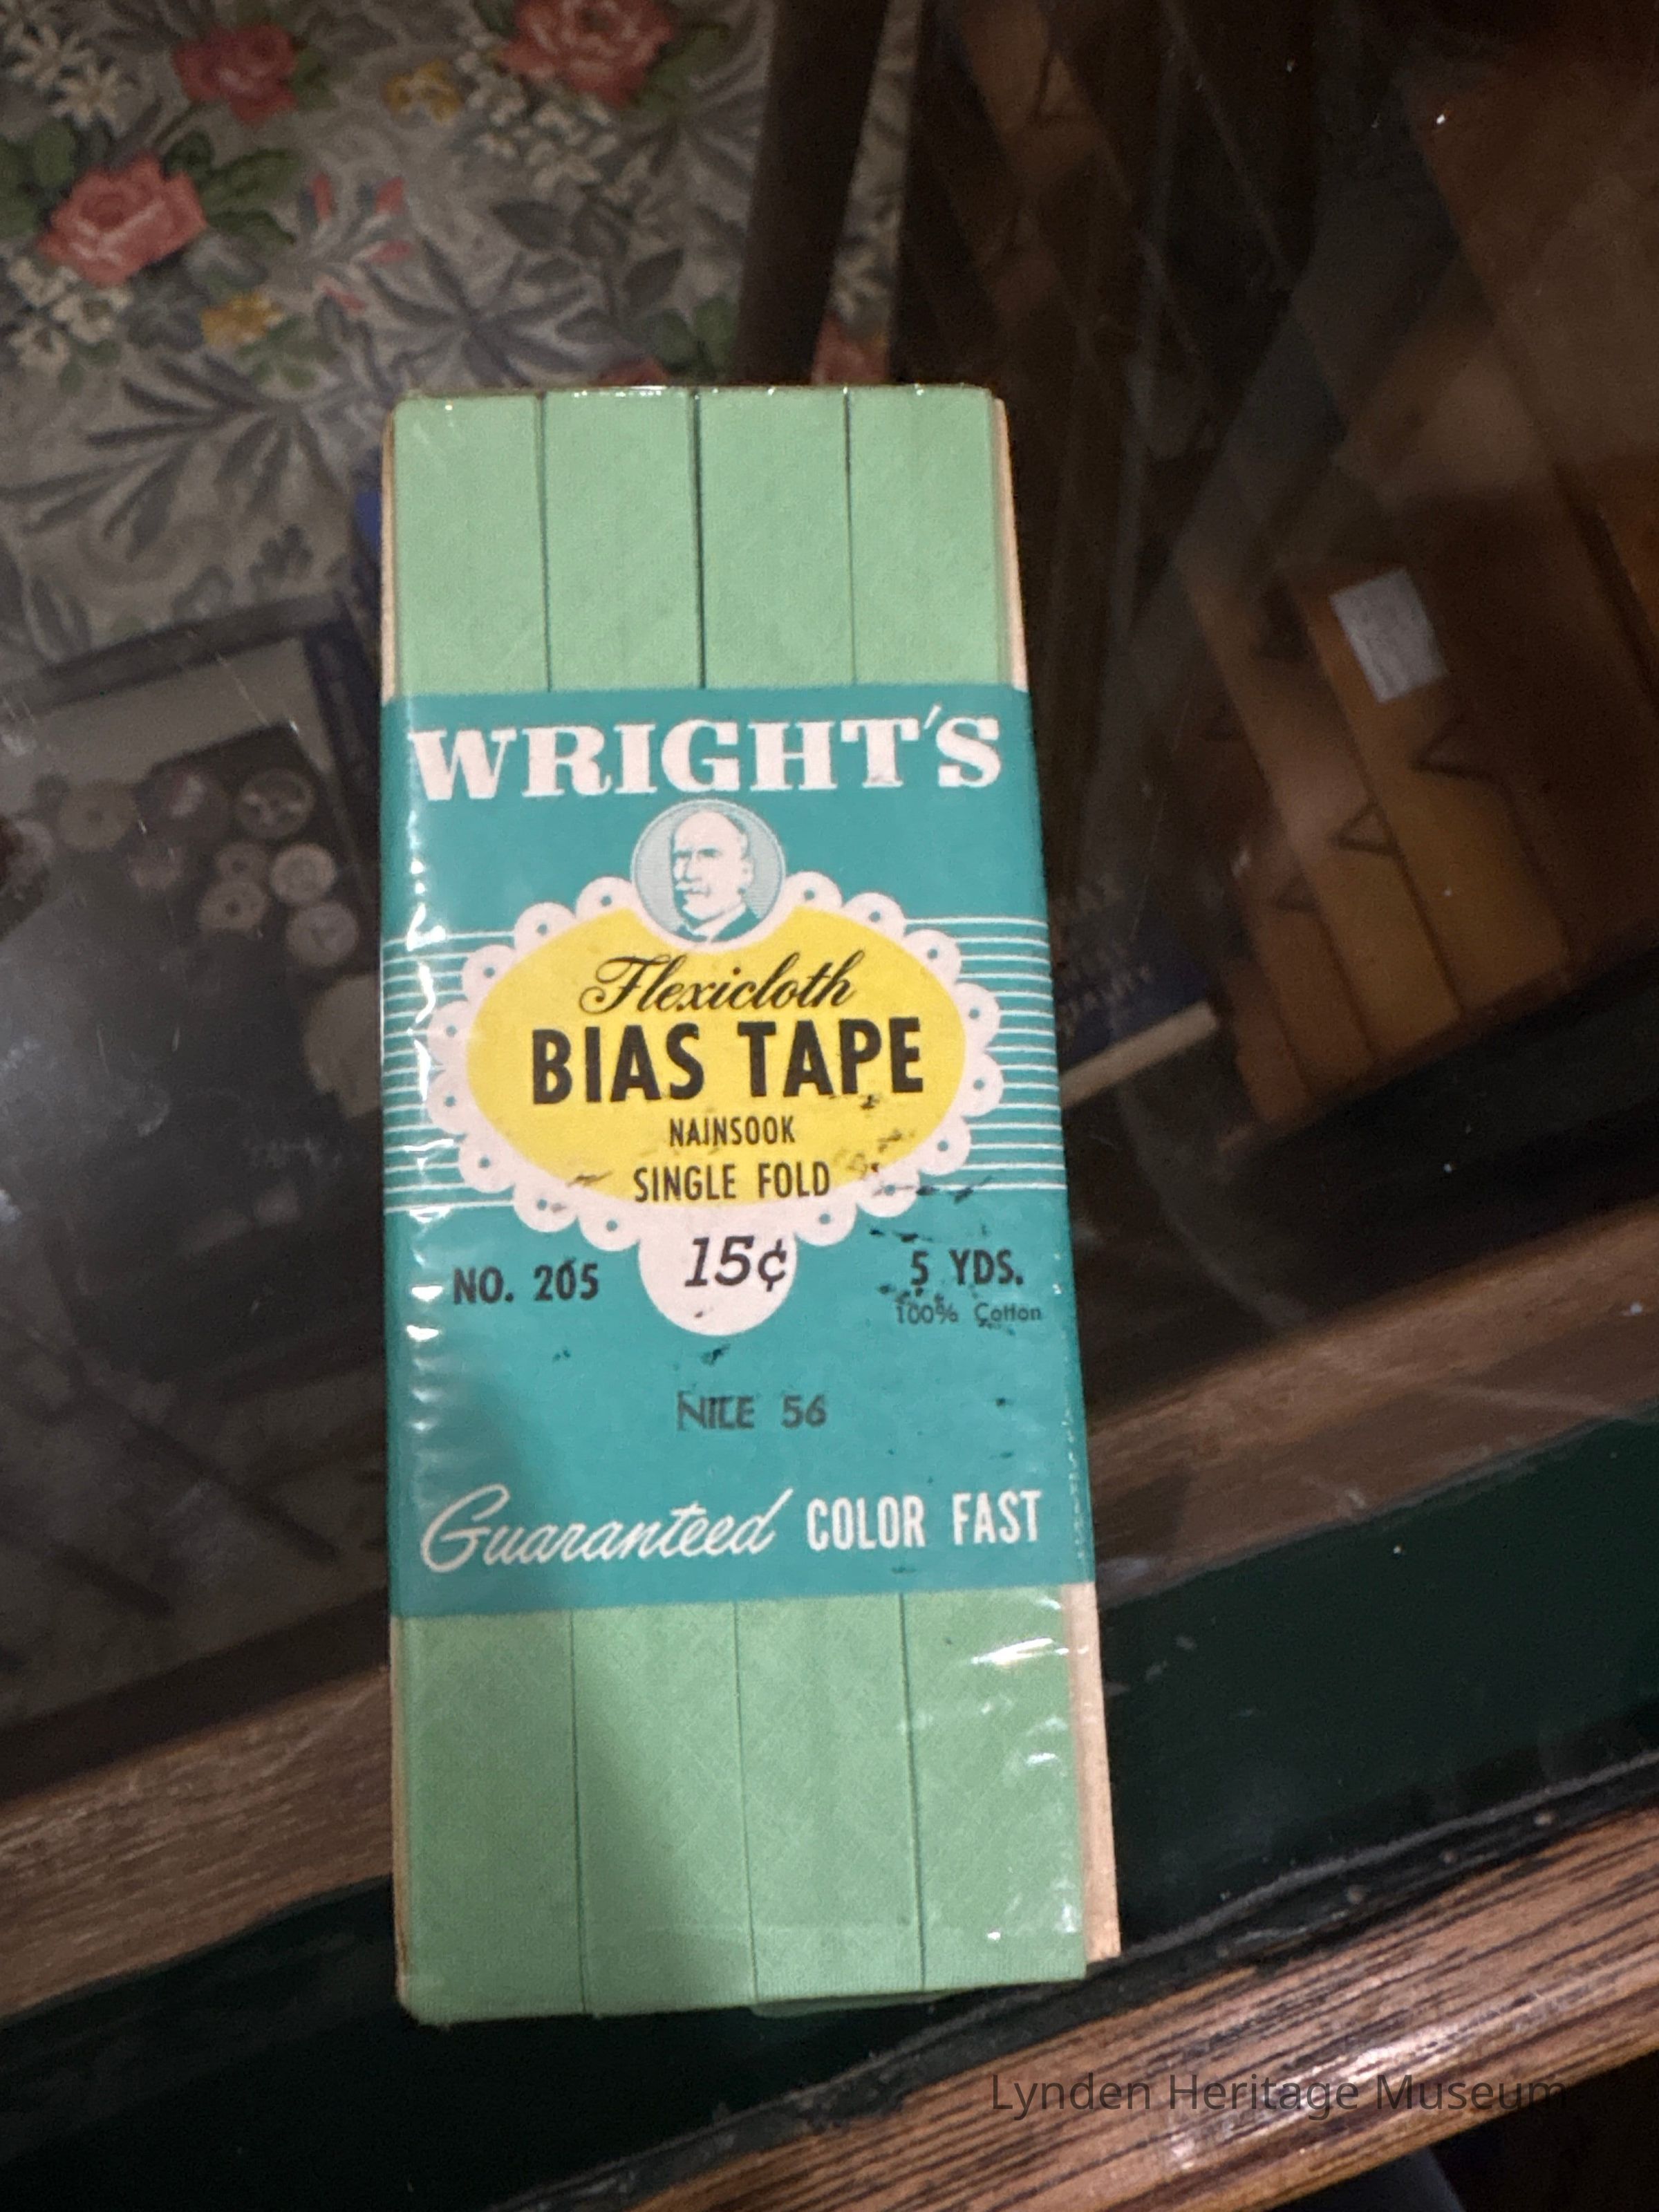 WRIGHT'S
Flexicloth
BIAS TAPE
NAINSOOK
SINGLE FOLD
15¢
NO. 205
5 YDS.
100% Cotton
NILE 56
Guaranteed COLOR FAST
Lynden Heritage Museum